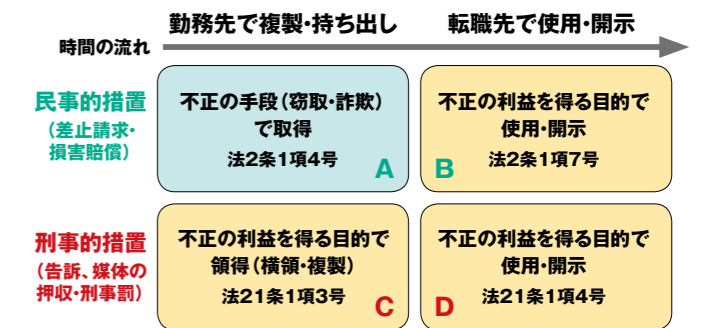 勤務先で複製・持ち出し
転職先で使用・開示
時間の流れ
民事的措置
(差止請求・
損害賠償)
不正の手段(窃取・詐欺)
で取得
法2条1項4号
A
不正の利益を得る目的で
使用・開示
法2条1項7号
B
刑事的措置
(告訴、媒体の
押収・刑事罰)
不正の利益を得る目的で
領得(横領・複製)
法21条1項3号
C
不正の利益を得る目的で
使用・開示
法21条1項4号
D